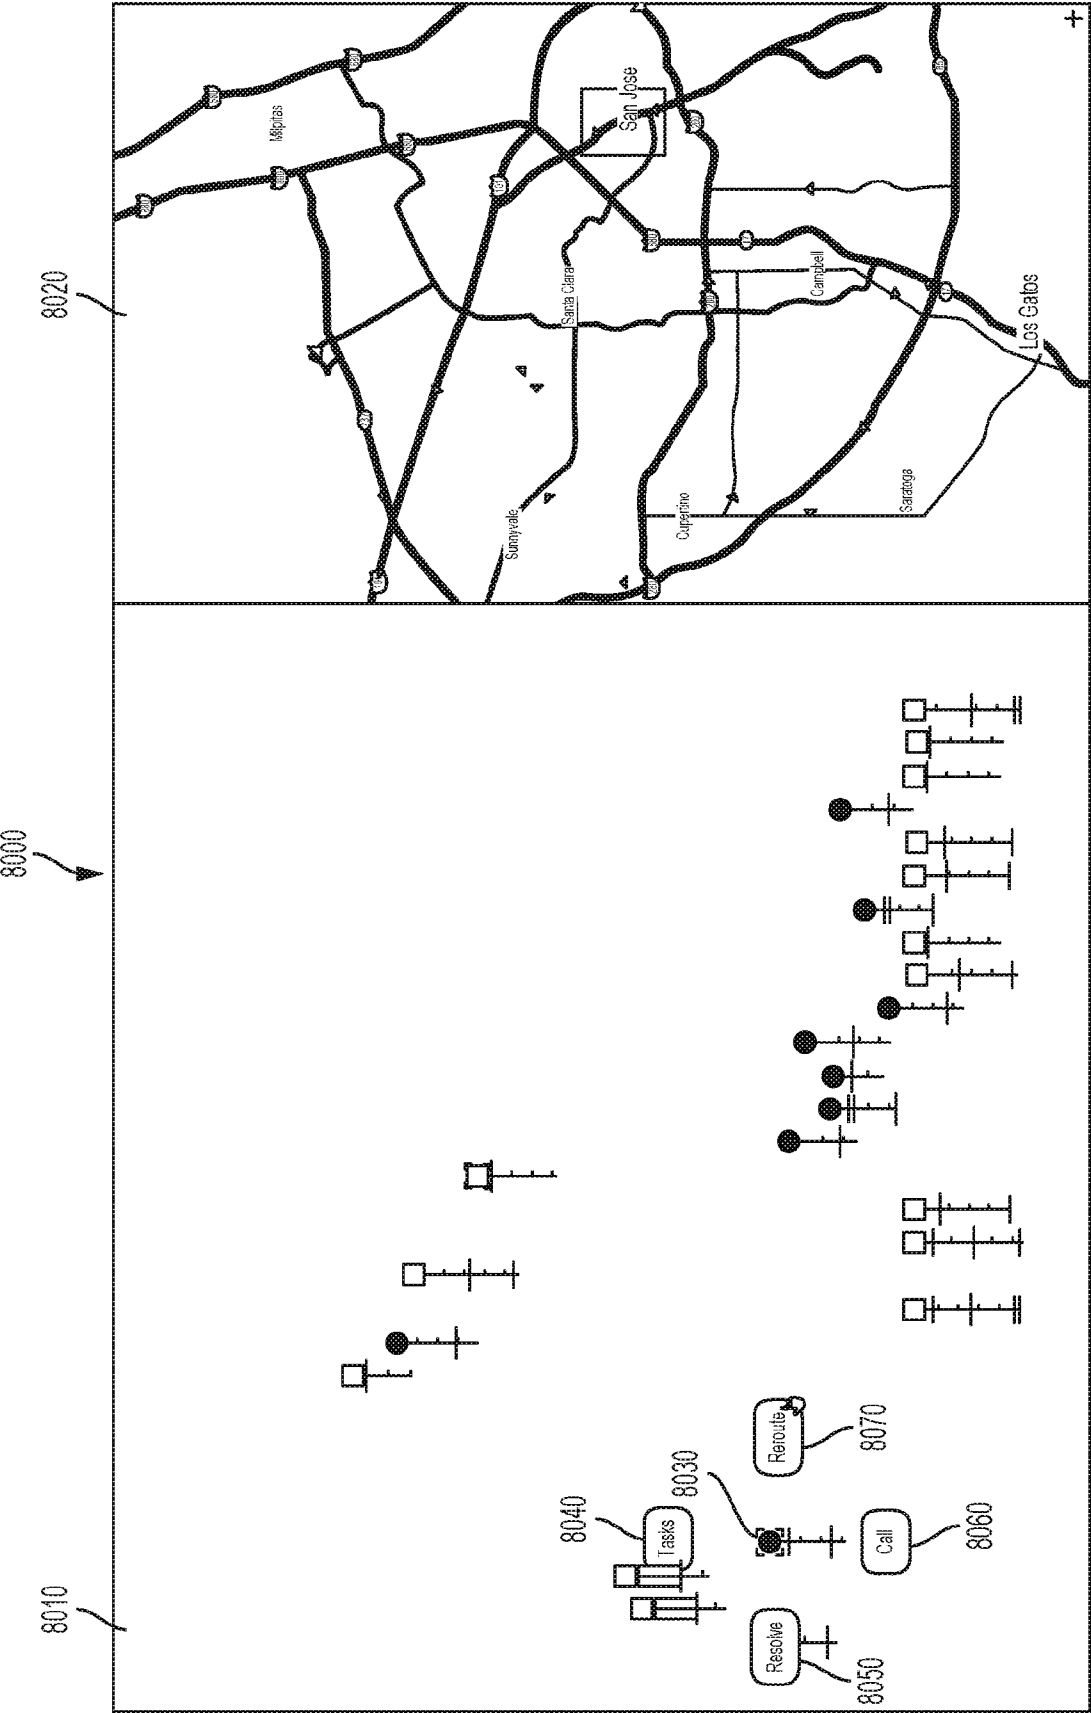 8000
8010
8020
Tasks
8040
8030
Resolve
8050
Call
8060
Reroute
8070
Milpitas
San Jose
Santa Clara
Sunnyvale
Cupertino
Campbell
Saratoga
Los Gatos
+